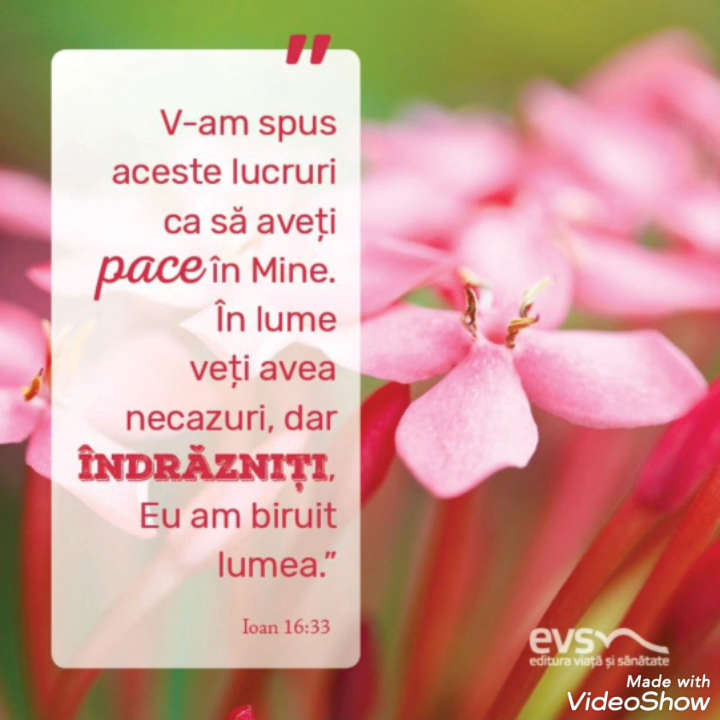 "
V-am spus
aceste lucruri
ca să aveți
pace în Mine.
În lume
veți avea
necazuri, dar
ÎNDRĂZNIȚI,
Eu am biruit
lumea.”
Ioan 16:33
evs
editura viață și sănătate
Made with
VideoShow